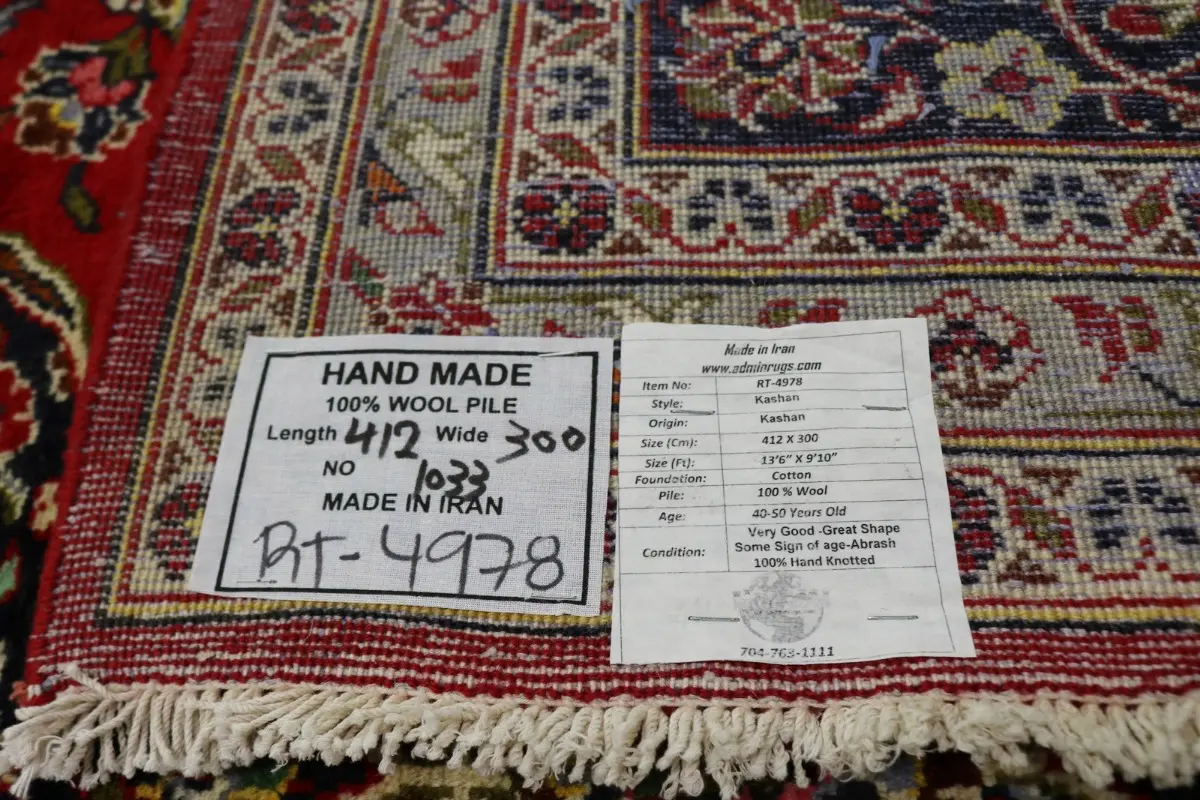 HAND MADE
100% WOOL PILE
Length 412 Wide 300
NO 1033
MADE IN IRAN
RT-4978
Made in Iran
www.adminrugs.com
Item No: RT-4978
Style: Kashan
Origin: Kashan
Size (Cm): 412 X 300
Size (Ft): 13'6" X 9'10"
Foundation: Cotton
Pile: 100 % Wool
Age: 40-50 Years Old
Condition: Very Good -Great Shape
Some Sign of age-Abrash
100% Hand Knotted
704-763-1111